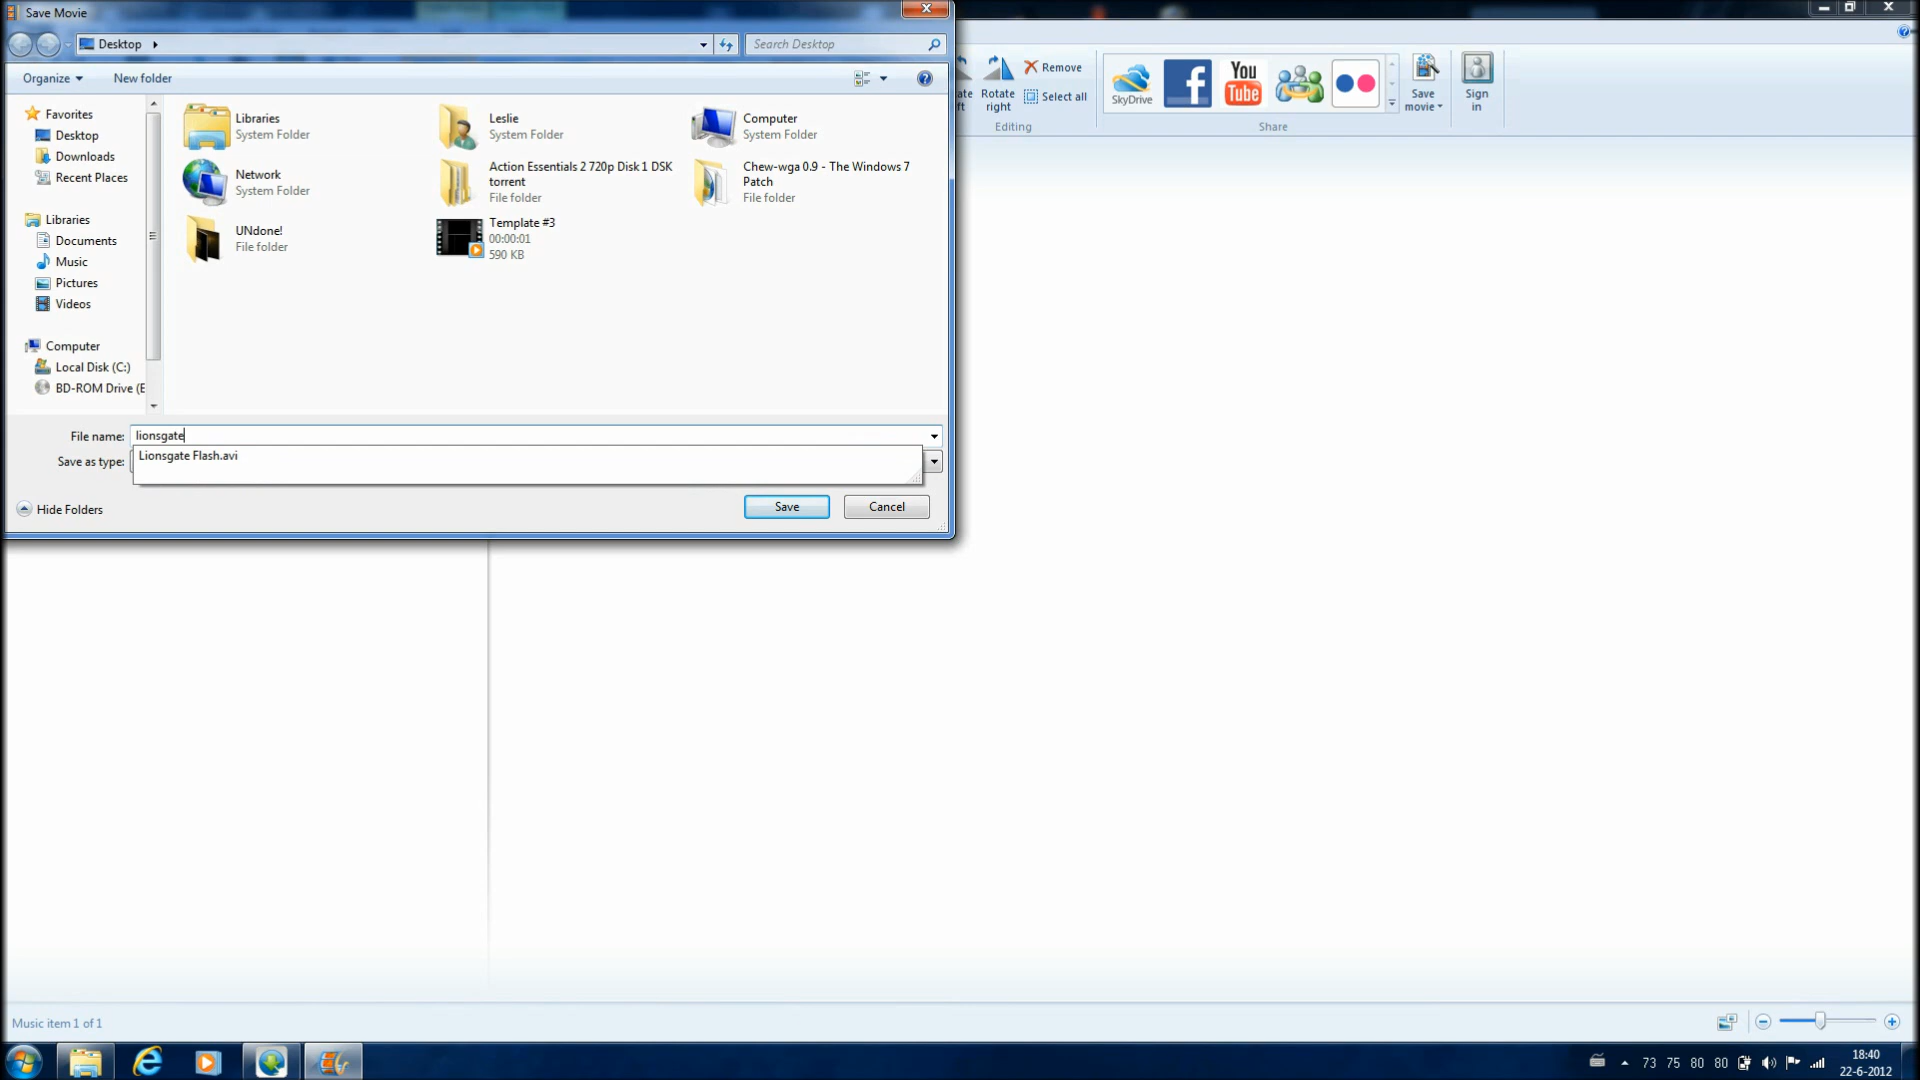 Save Movie
Desktop
Search Desktop
Organize
New folder
Favorites
Desktop
Downloads
Recent Places
Libraries
Documents
Music
Pictures
Videos
Computer
Local Disk (C:)
BD-ROM Drive (E
Libraries
System Folder
Leslie
System Folder
Computer
System Folder
Network
System Folder
Action Essentials 2 720p Disk 1 DSK
torrent
File folder
Chew-wga 0.9 - The Windows 7
Patch
File folder
UNdone!
File folder
Template #3
00:00:01
590 KB
File name:
lionsgate
Lionsgate Flash.avi
Save as type:
Hide Folders
Save
Cancel
Rotate
right
Remove
Select all
Editing
SkyDrive
You
Tube
Share
Save
movie
Sign
in
Music item 1 of 1
73 75 80 80
18:40
22-6-2012